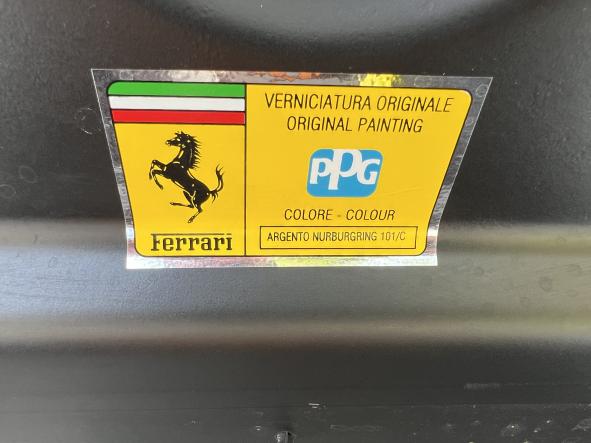 VERNICIATURA ORIGINALE
ORIGINAL PAINTING
PPG
COLORE - COLOUR
ARGENTO NURBURGRING 101/C
Ferrari